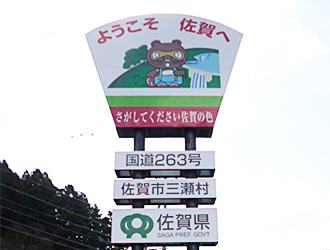 ようこそ 佐賀へ
さがしてください佐賀の色
国道263号
佐賀市三瀬村
佐賀県
SAGA PREF. GOVT